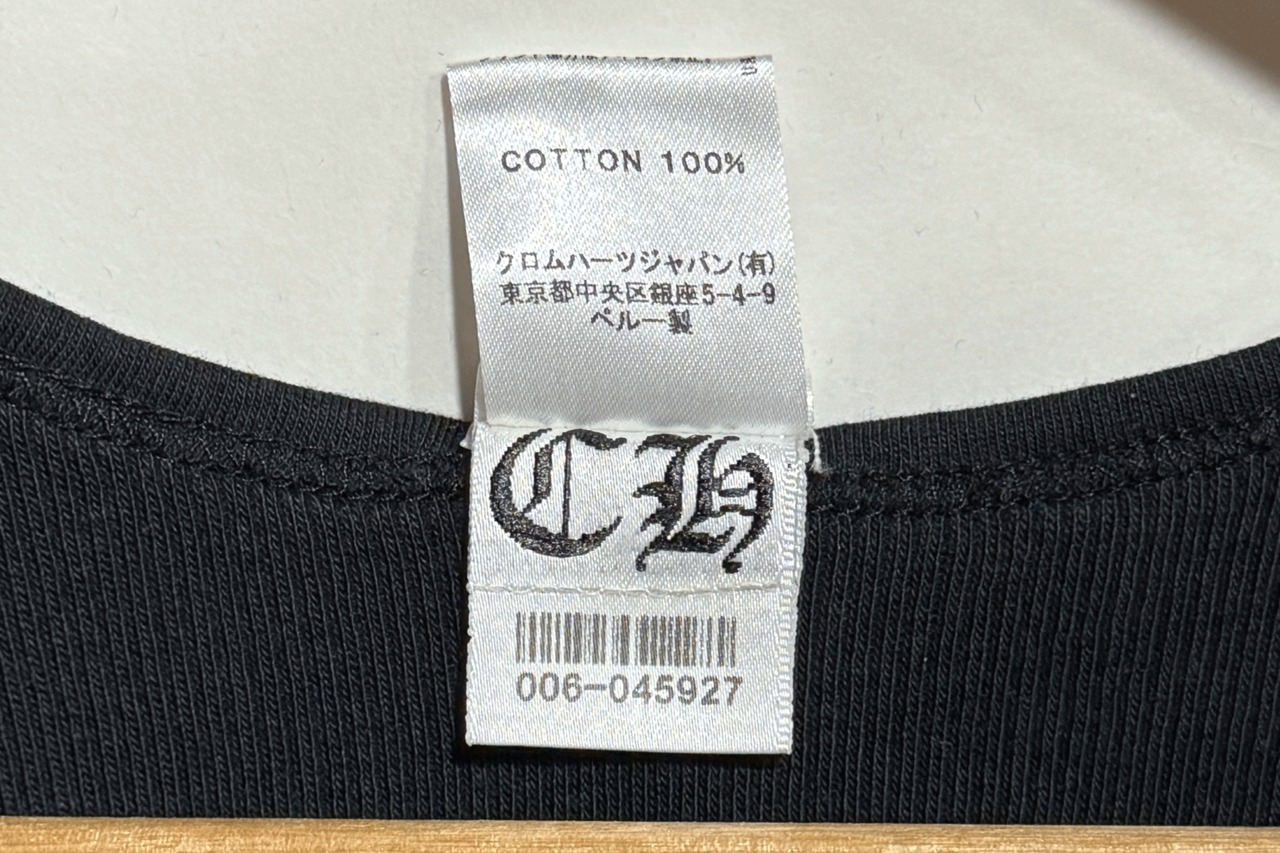 COTTON 100%
クロムハーツジャパン(有)
東京都中央区銀座5-4-9
ペルー製
CH
006-045927